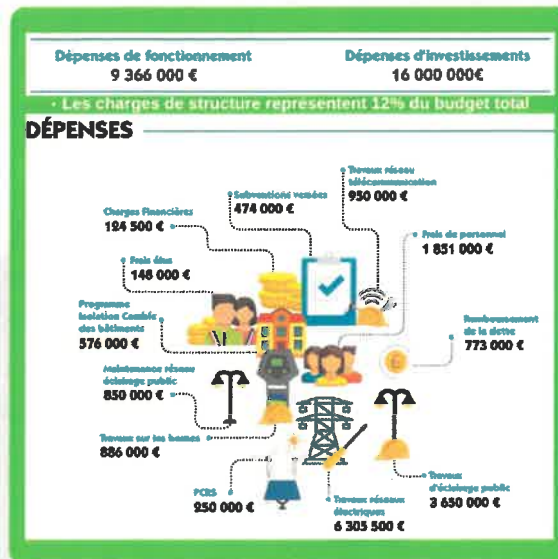 Dépenses de fonctionnement
9 366 000 €
Dépenses d'investissements
16 000 000€
• Les charges de structure représentent 12% du budget total
DÉPENSES
Travaux réseau
télécommunication
950 000 €
Subventions versées
474 000 €
Charges Financières
124 500 €
Frais de personnel
1 851 000 €
Frais élus
148 000 €
Programme
Isolation Combls
des bâtiments
576 000 €
Remboursement
de la dette
773 000 €
Maintenance réseau
éclairage public
850 000 €
Travaux sur les bornes
886 000 €
PCRS
250 000 €
Travaux réseaux
électriques
6 305 500 €
Travaux
d'éclairage public
3 650 000 €